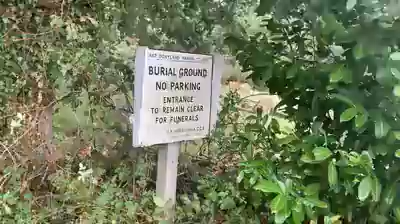 BURIAL GROUND
NO PARKING
ENTRANCE
TO REMAIN CLEAR
FOR FUNERALS